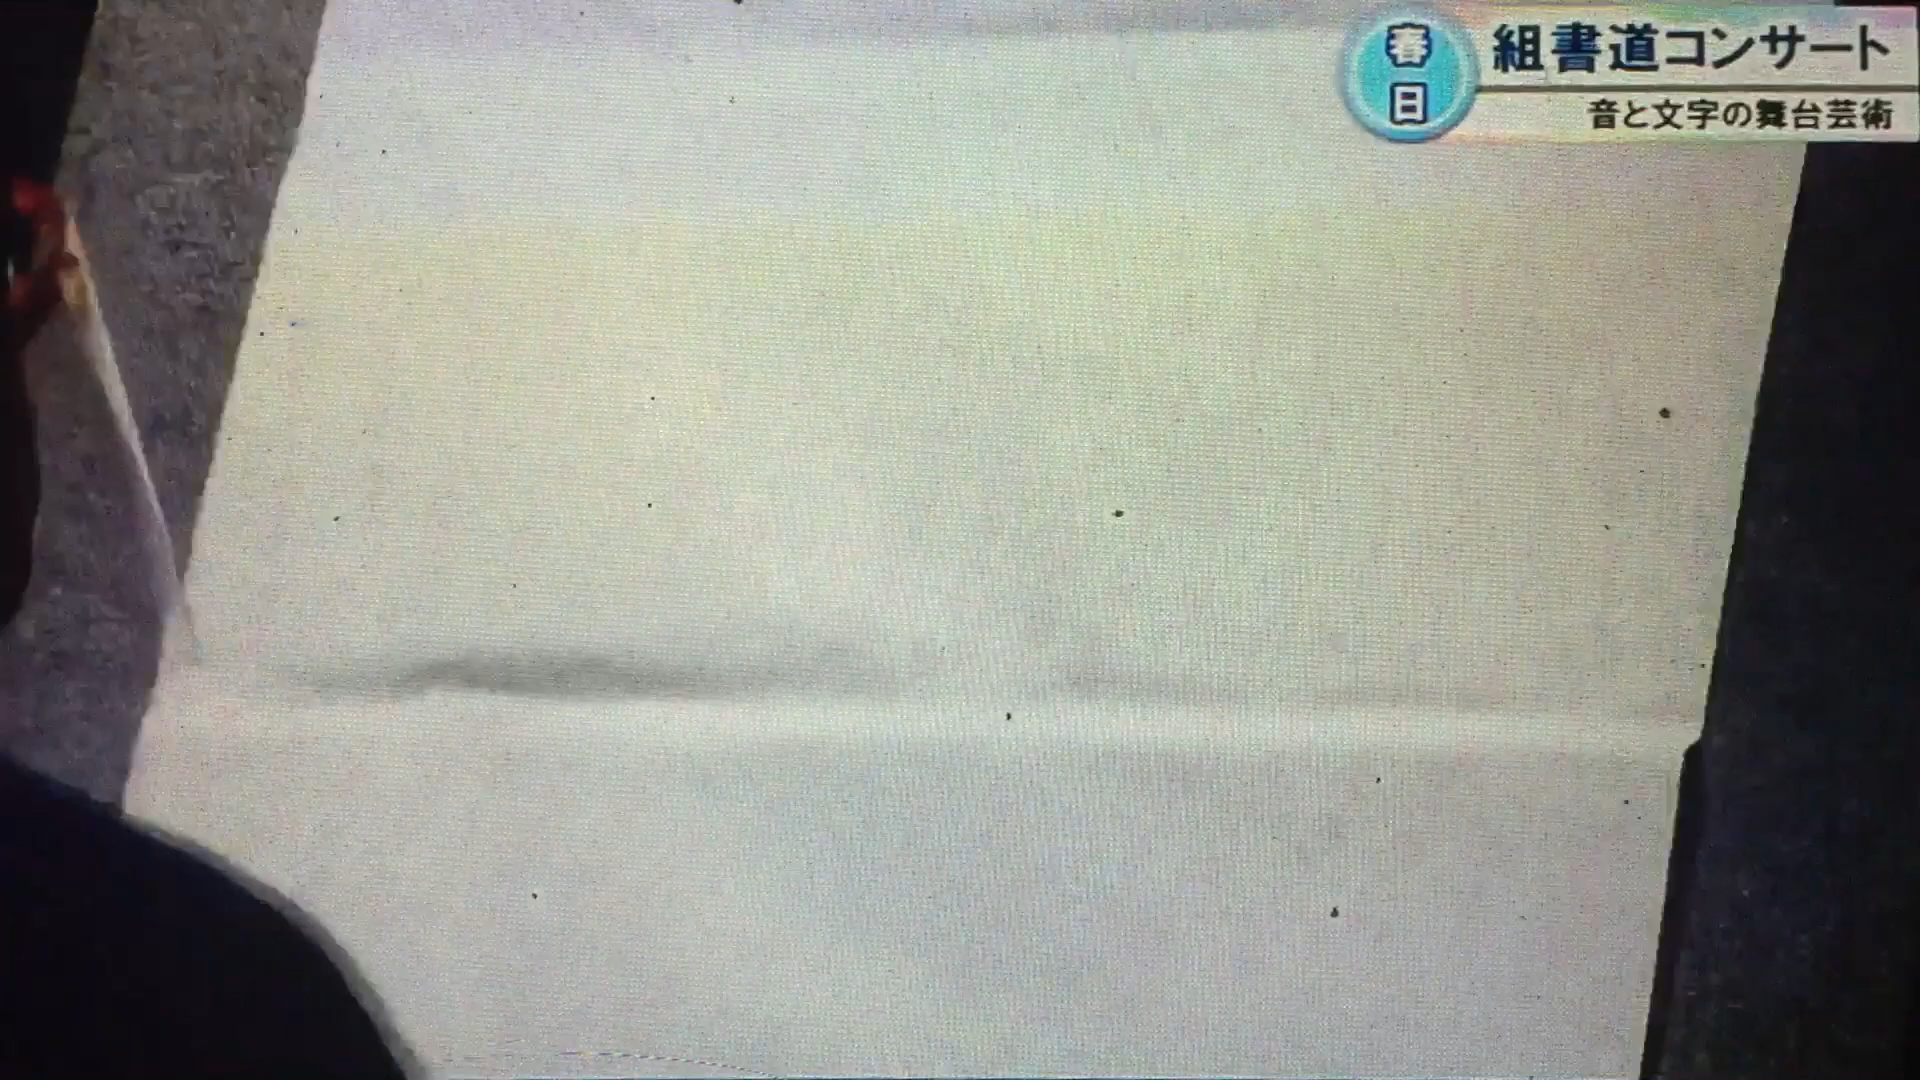 春日
組書道コンサート
音と文字の舞台芸術